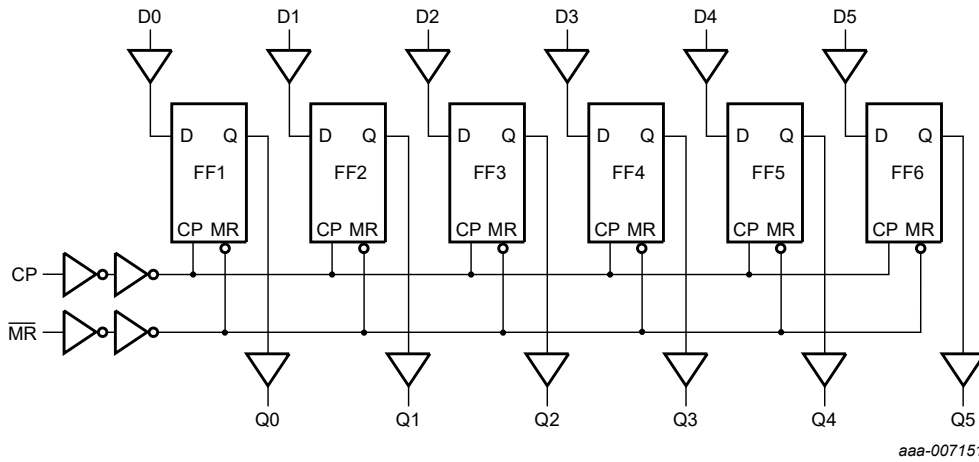 D0 D1 D2 D3 D4 D5
D Q D Q D Q D Q D Q D Q
FF1 FF2 FF3 FF4 FF5 FF6
CP MR CP MR CP MR CP MR CP MR CP MR
CP
M̅R̅
Q0 Q1 Q2 Q3 Q4 Q5
aaa-007151